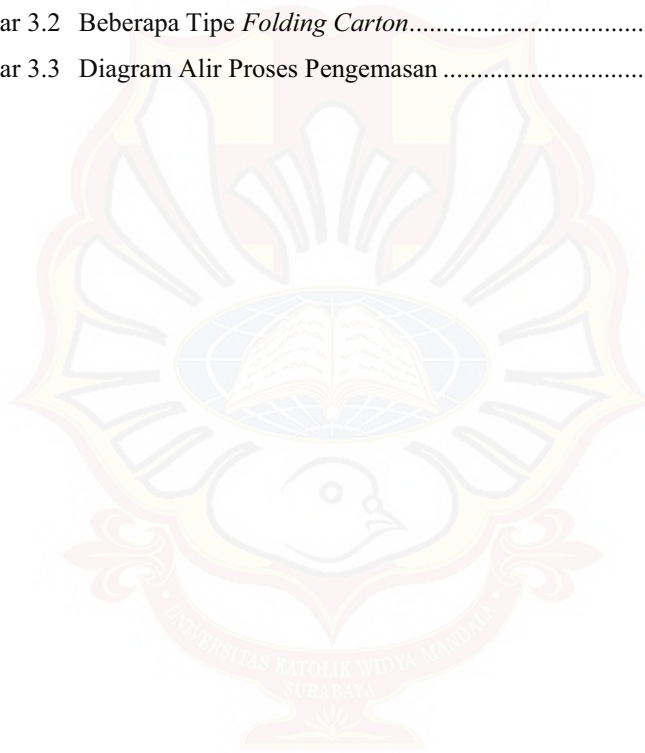 ar 3.2 Beberapa Tipe Folding Carton...............................
ar 3.3 Diagram Alir Proses Pengemasan ..............................
UNIVERSITAS KATOLIK WIDYA MANDALA
SURABAYA